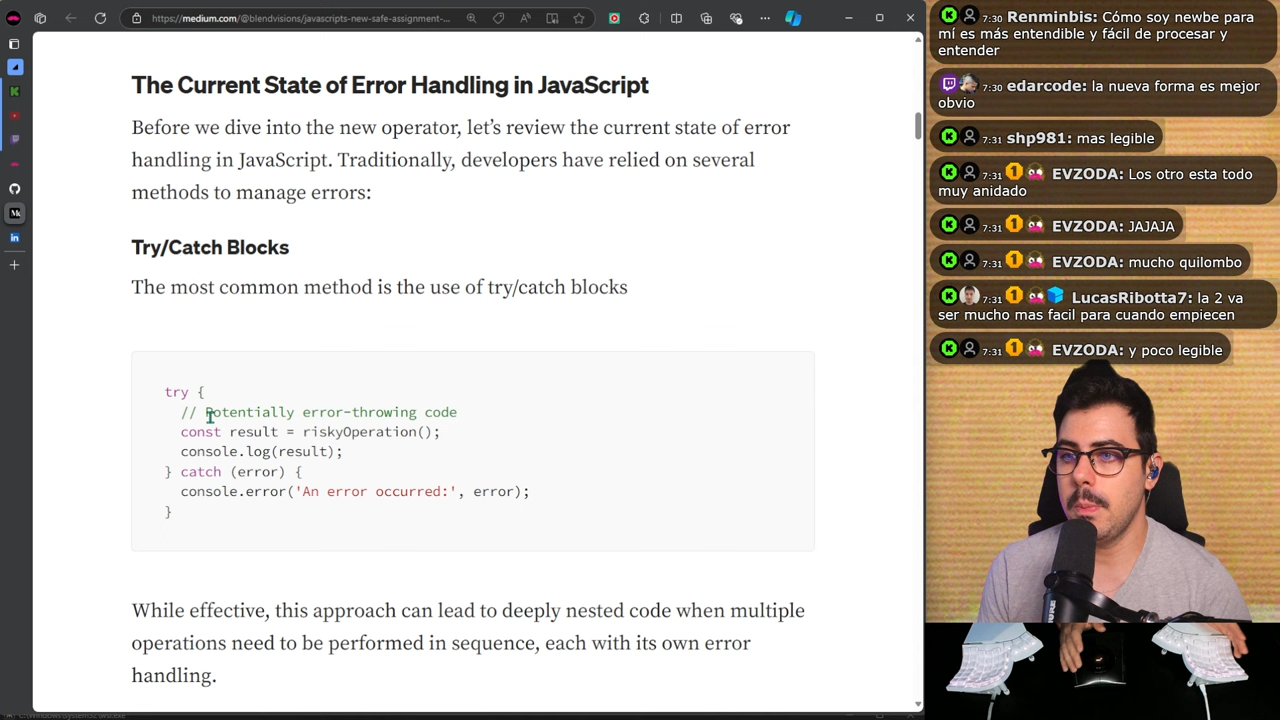 https://medium.com/@blendvisions/javascripts-new-safe-assignment-...
The Current State of Error Handling in JavaScript
Before we dive into the new operator, let’s review the current state of error
handling in JavaScript. Traditionally, developers have relied on several
methods to manage errors:
Try/Catch Blocks
The most common method is the use of try/catch blocks
try {
// Potentially error-throwing code
const result = riskyOperation();
console.log(result);
} catch (error) {
console.error('An error occurred:', error);
}
While effective, this approach can lead to deeply nested code when multiple
operations need to be performed in sequence, each with its own error
handling.
7:30 Renminbis: Cómo soy newbe para
mí es más entendible y fácil de procesar y
entender
7:30 edarcode: la nueva forma es mejor
obvio
7:31 shp981: mas legible
7:31 1 EVZODA: Los otro esta todo
muy anidado
7:31 1 EVZODA: JAJAJA
7:31 1 EVZODA: mucho quilombo
7:31 1 LucasRibotta7: la 2 va
ser mucho mas facil para cuando empiecen
7:31 1 EVZODA: y poco legible